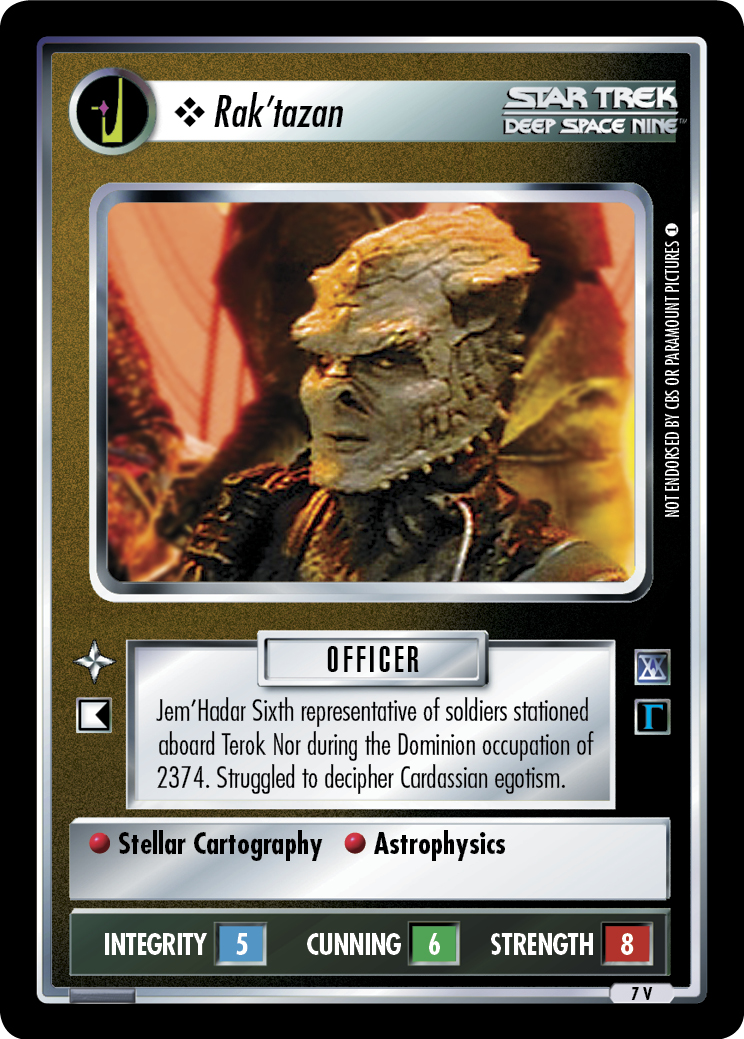 ❖ Rak'tazan
STAR TREK
DEEP SPACE NINE™
NOT ENDORSED BY CBS OR PARAMOUNT PICTURES 1
OFFICER
Jem'Hadar Sixth representative of soldiers stationed
aboard Terok Nor during the Dominion occupation of
2374. Struggled to decipher Cardassian egotism.
Stellar Cartography Astrophysics
INTEGRITY 5 CUNNING 6 STRENGTH 8
7 V